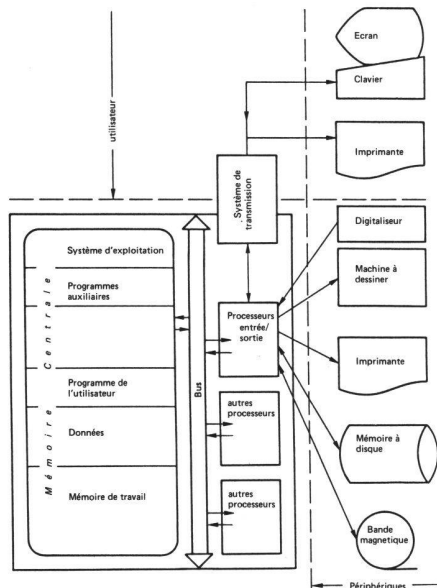 Ecran
Clavier
utilisateur
Imprimante
Système de
transmission
Digitaliseur
Système d'exploitation
Machine à
dessiner
Programmes
auxiliaires
Processeurs
entrée/
sortie
Imprimante
Mémoire Centrale
Bus
Programme de
l'utilisateur
autres
processeurs
Données
Mémoire à
disque
Mémoire de travail
autres
processeurs
Bande
magnétique
Périphériques